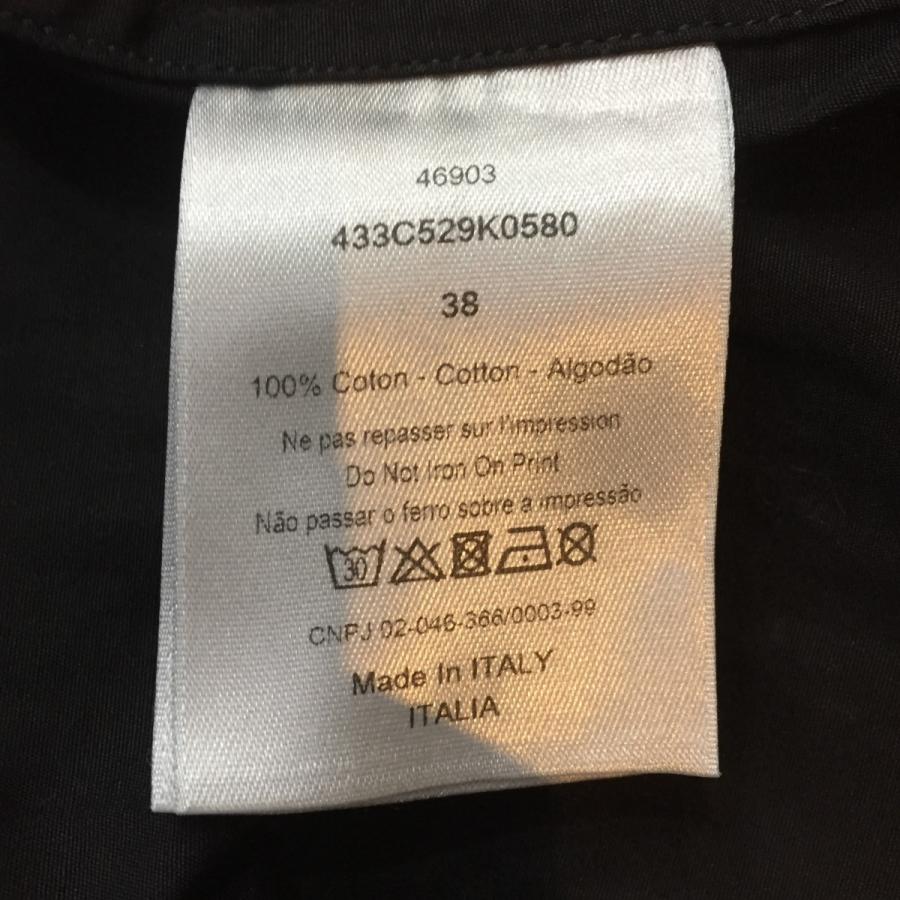 46903
433C529K0580
38
100% Coton - Cotton - Algodão
Ne pas repasser sur l'impression
Do Not Iron On Print
Não passar o ferro sobre a impressão
30
CNPJ 02-046-366/0003-99
Made In ITALY
ITALIA